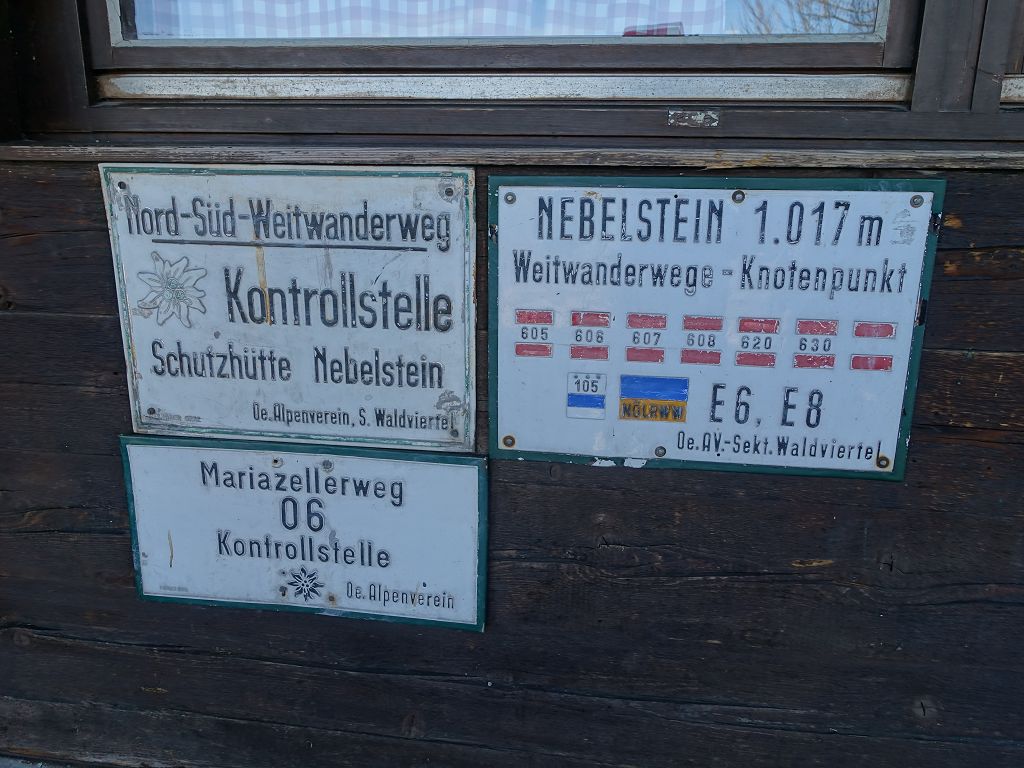 Nord-Süd-Weitwanderweg
Kontrollstelle
Schutzhütte Nebelstein
Oe. Alpenverein, S. Waldviertel
Mariazellerweg
06
Kontrollstelle
Oe. Alpenverein
NEBELSTEIN 1.017 m
Weitwanderwege - Knotenpunkt
605 606 607 608 620 630
105 NÖLRWW E6, E8
Oe. AV.-Sekt. Waldviertel